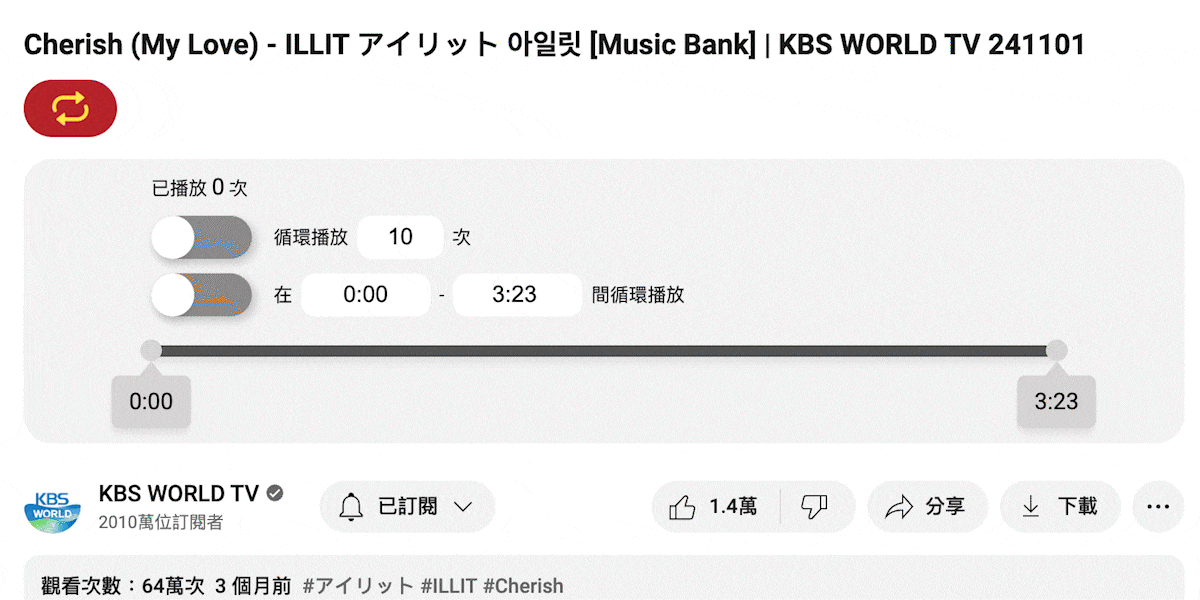 Cherish (My Love) - ILLIT アイリット 아일릿 [Music Bank] | KBS WORLD TV 241101
已播放 0 次
循環播放 10 次
在 0:00 - 3:23 間循環播放
0:00 3:23
KBS WORLD
KBS WORLD TV
2010萬位訂閱者
已訂閱
1.4萬
分享
下載
觀看次數：64萬次 3 個月前 #アイリット #ILLIT #Cherish